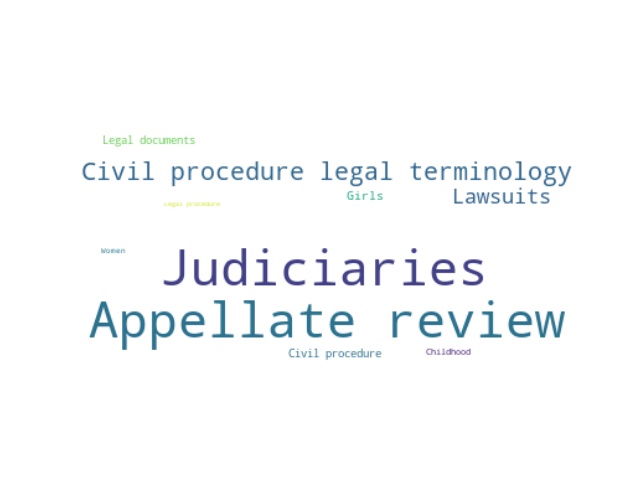 Legal documents
Civil procedure legal terminology
Girls
Lawsuits
Legal procedure
Women
Judiciaries
Appellate review
Civil procedure
Childhood